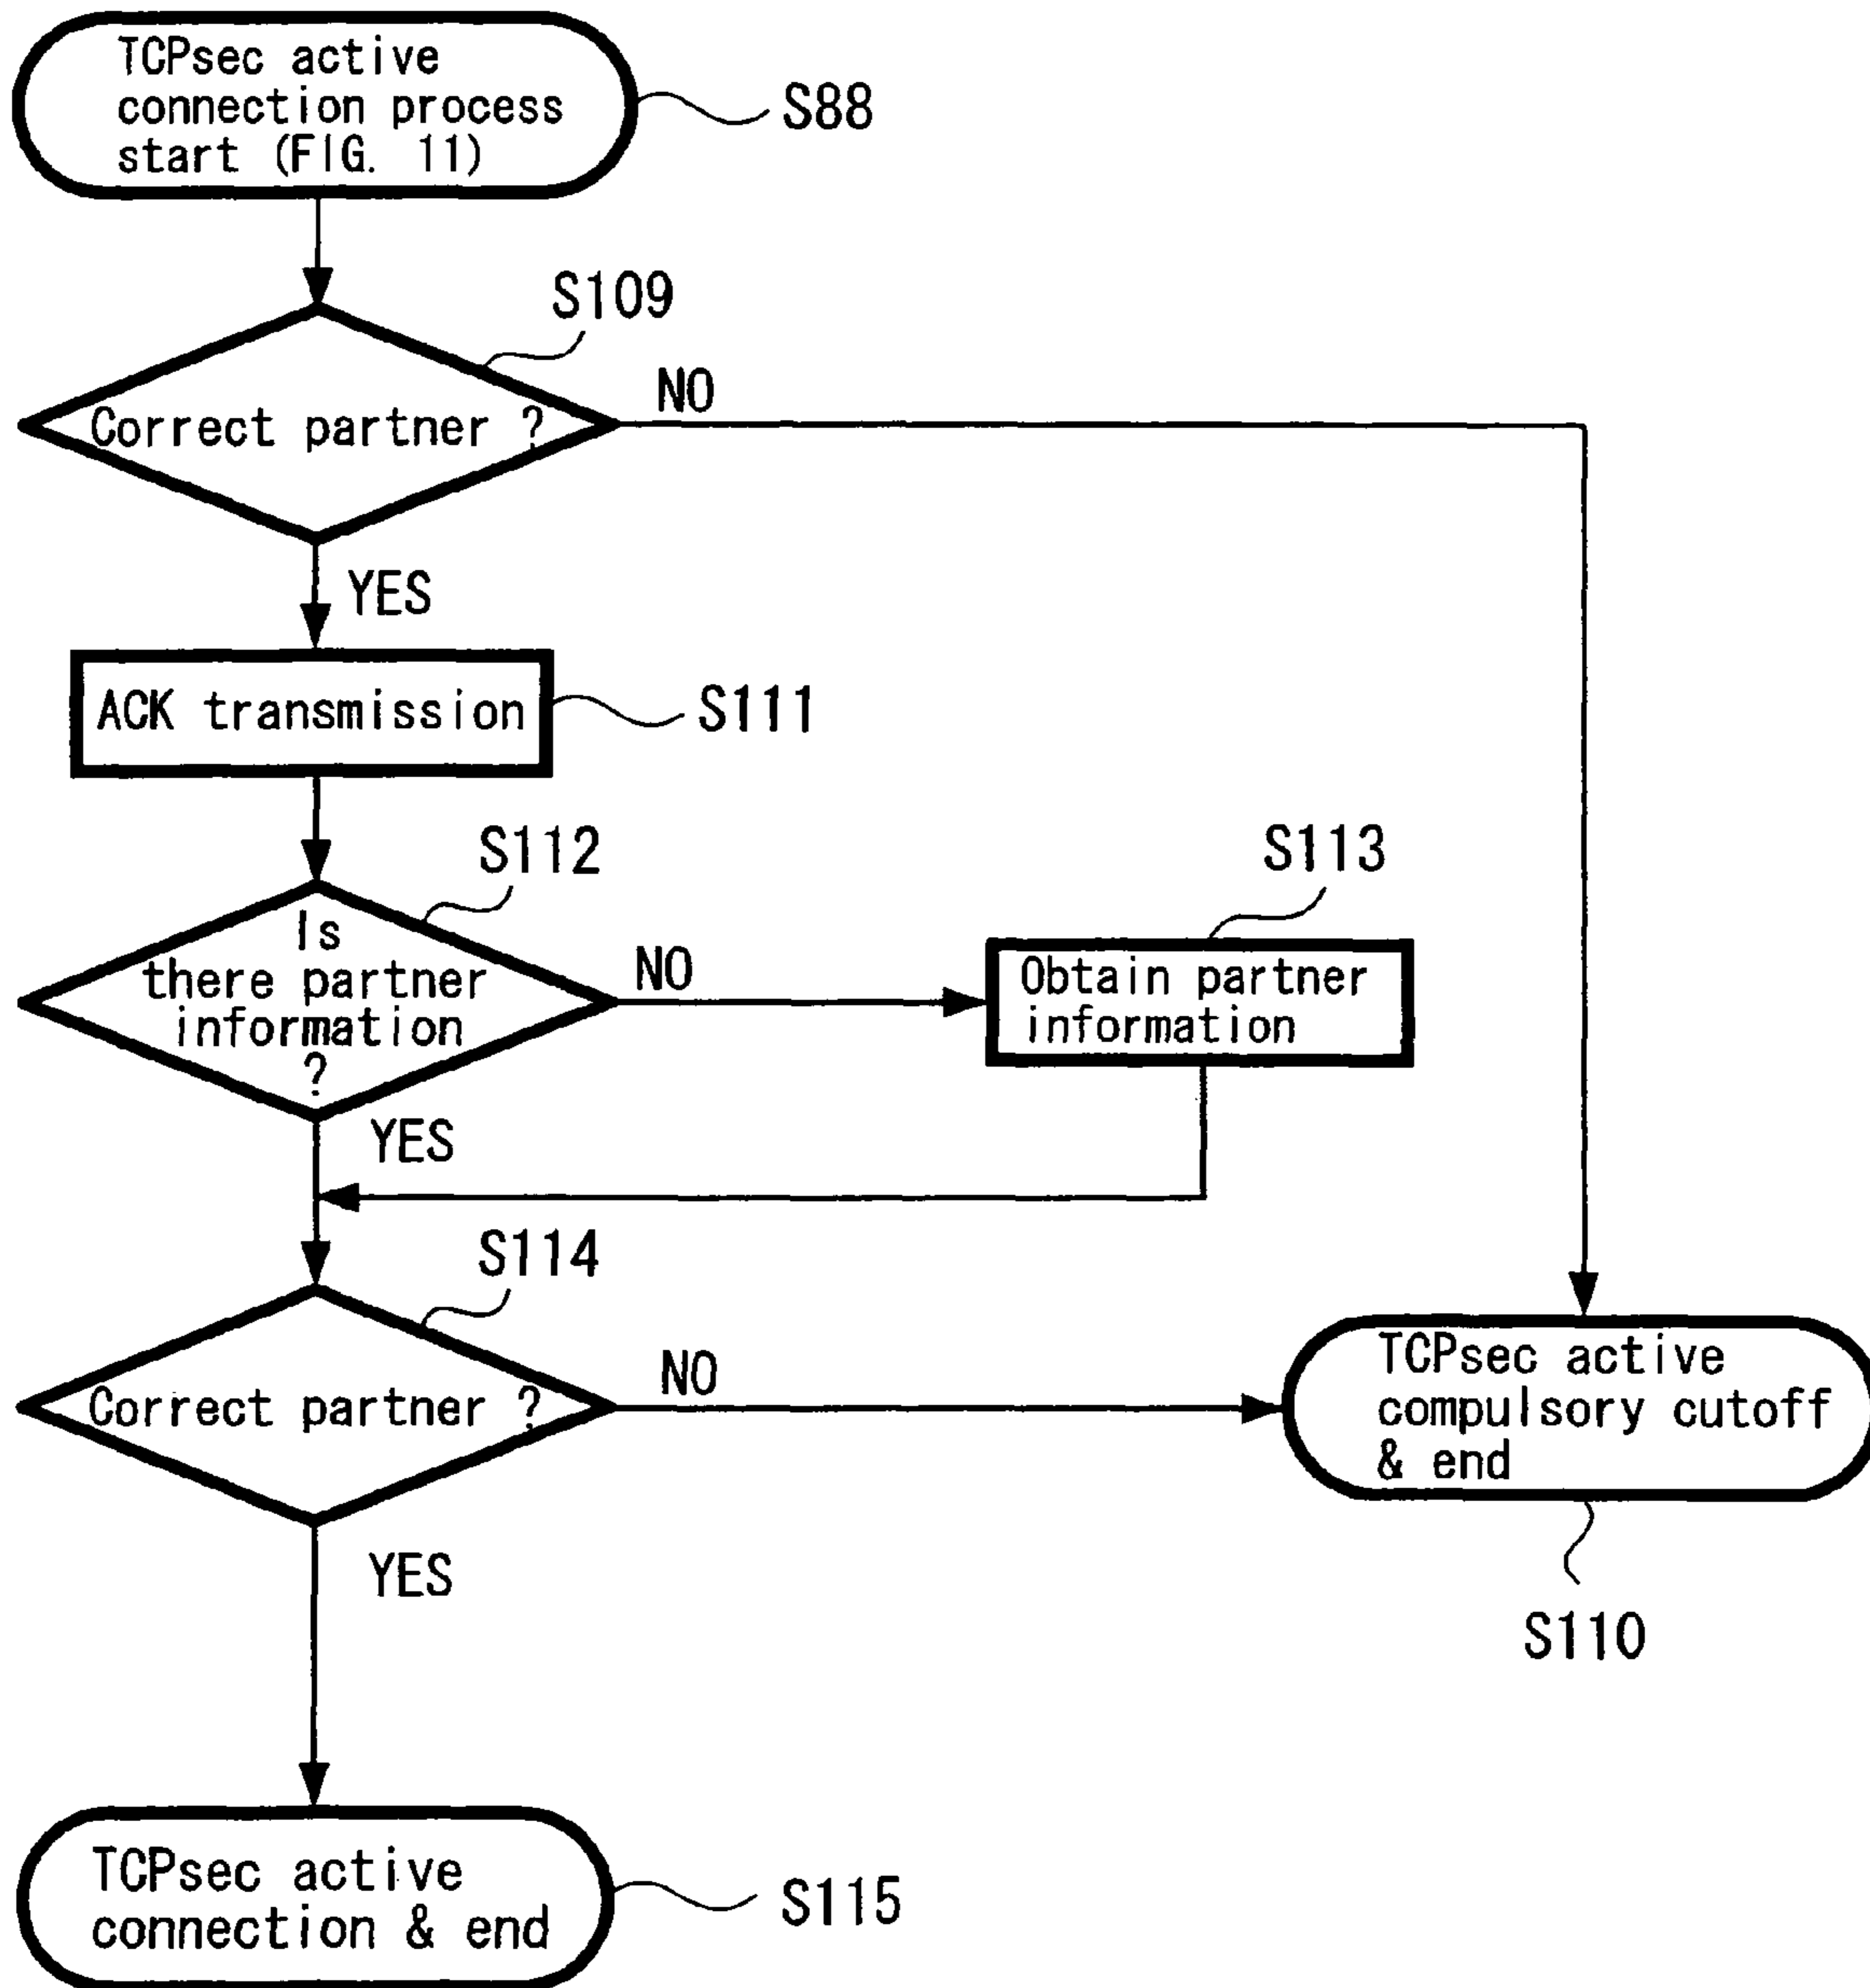 TCPsec active
connection process
start (FIG. 11)
S88
S109
Correct partner ?
NO
YES
ACK transmission
S111
S112
Is
there partner
information
?
NO
S113
Obtain partner
information
YES
S114
Correct partner ?
NO
TCPsec active
compulsory cutoff
& end
YES
S110
TCPsec active
connection & end
S115